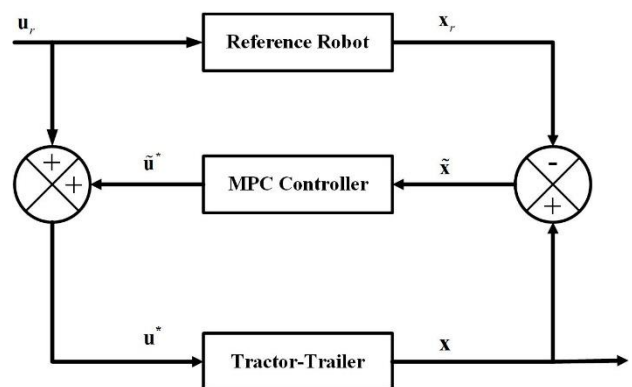 u_r
Reference Robot
x_r
+
+
-
+
ũ*
MPC Controller
x̃
u*
Tractor-Trailer
x